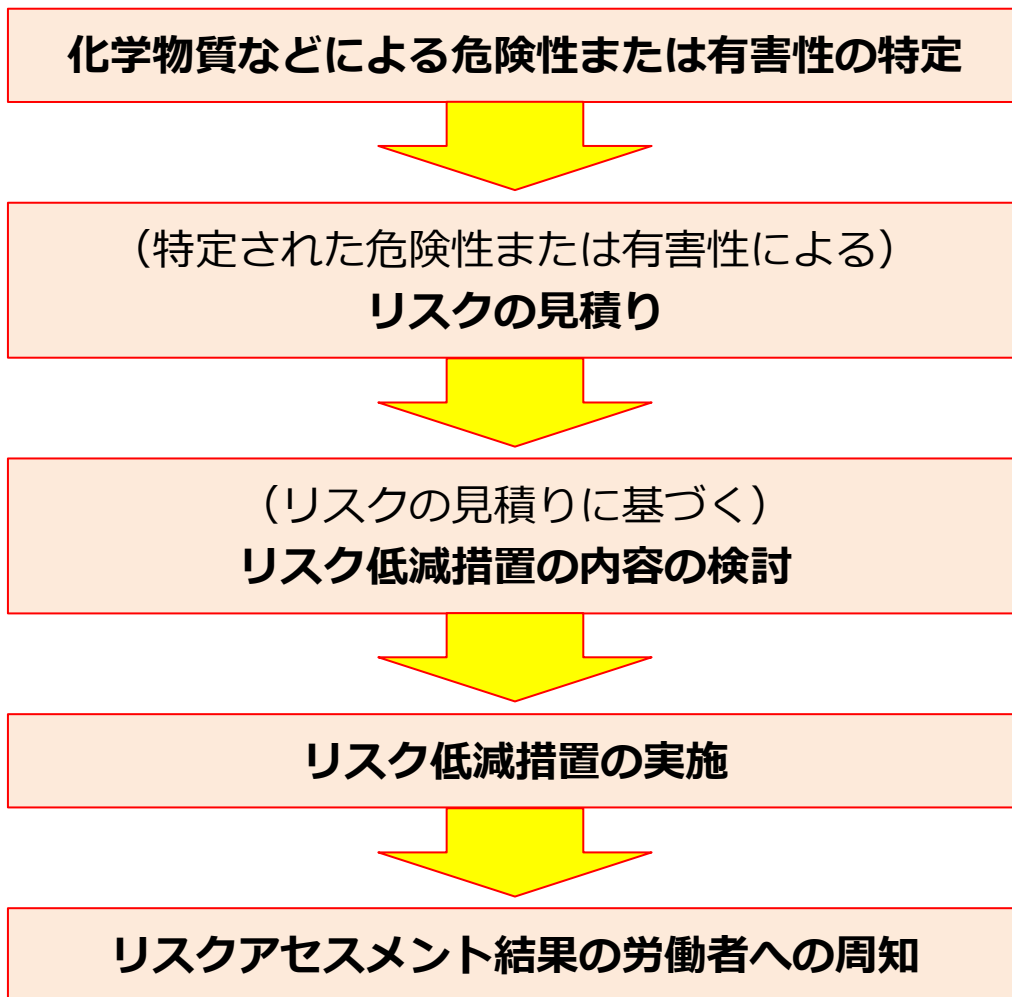 化学物質などによる危険性または有害性の特定
（特定された危険性または有害性による）
リスクの見積り
（リスクの見積りに基づく）
リスク低減措置の内容の検討
リスク低減措置の実施
リスクアセスメント結果の労働者への周知